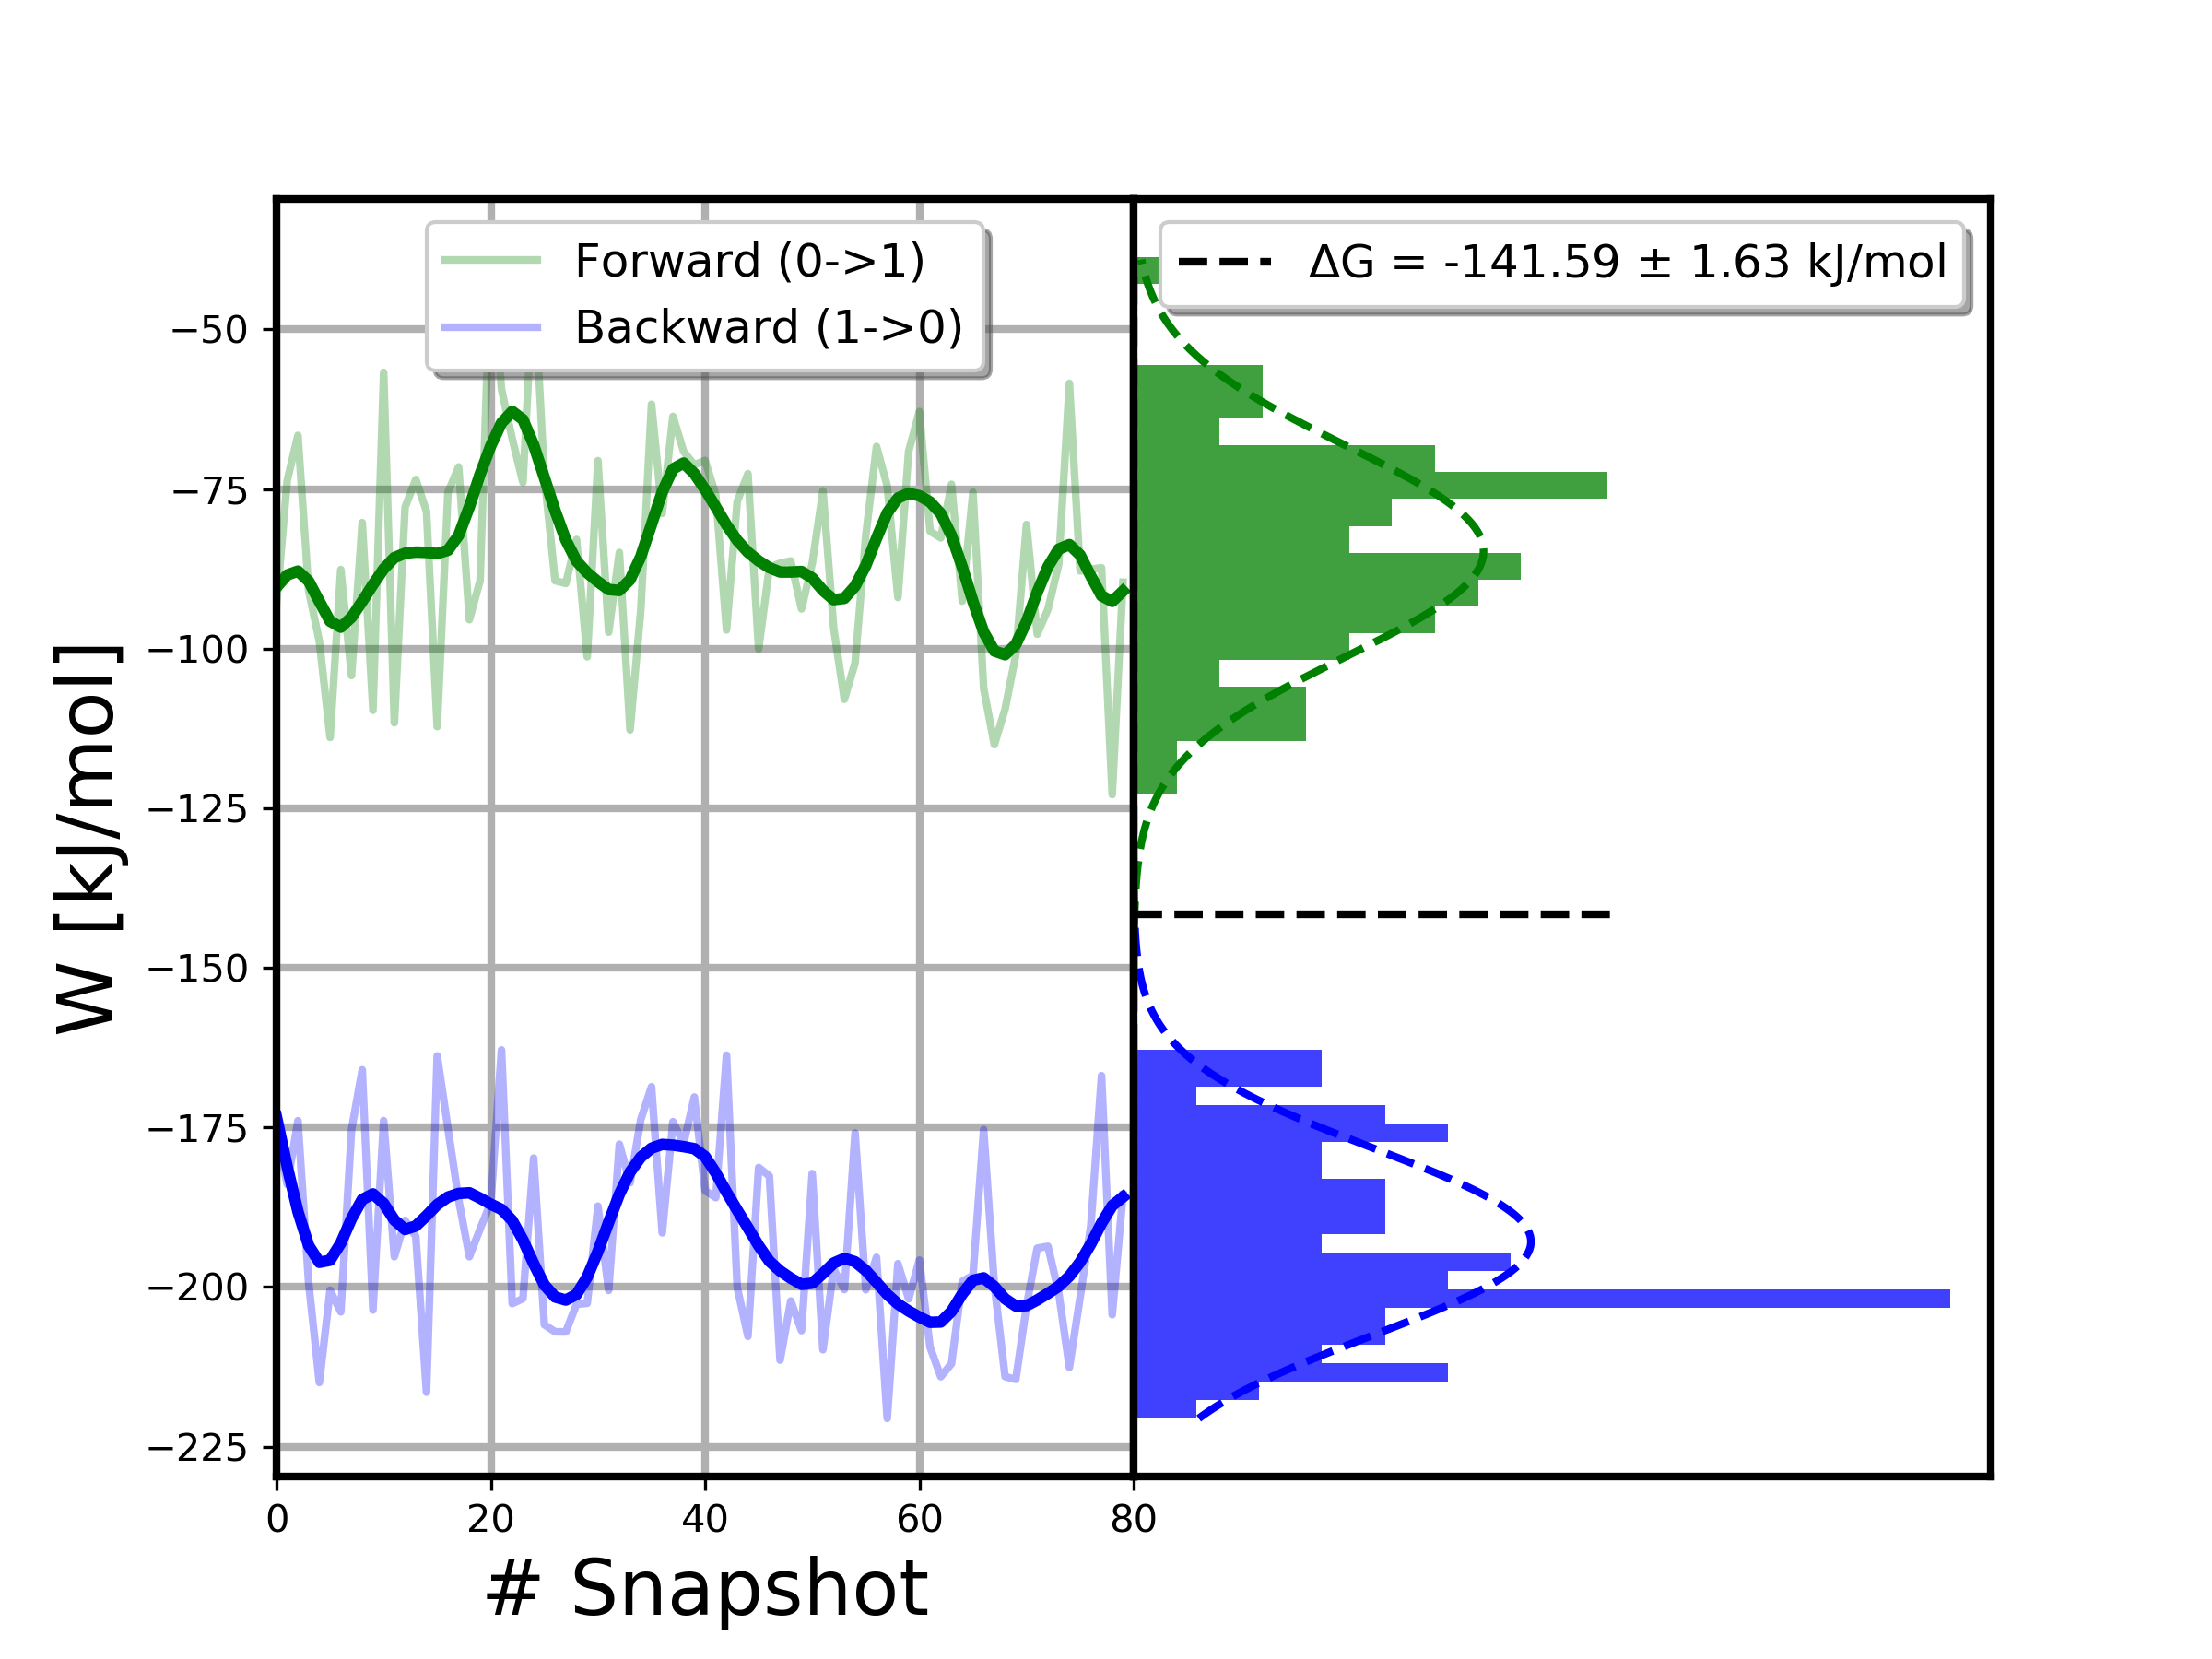 Forward (0->1)
Backward (1->0)
ΔG = -141.59 ± 1.63 kJ/mol
W [kJ/mol]
−50
−75
−100
−125
−150
−175
−200
−225
0 20 40 60 80
# Snapshot